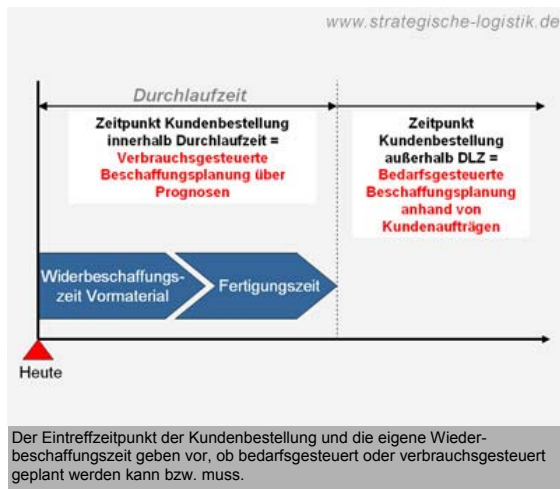 www.strategische-logistik.de
Durchlaufzeit
Zeitpunkt Kundenbestellung
innerhalb Durchlaufzeit =
Verbrauchsgesteuerte
Beschaffungsplanung über
Prognosen
Zeitpunkt
Kundenbestellung
außerhalb DLZ =
Bedarfsgesteuerte
Beschaffungsplanung
anhand von
Kundenaufträgen
Widerbeschaffungs-
zeit Vormaterial
Fertigungszeit
Heute
Der Eintreffzeitpunkt der Kundenbestellung und die eigene Wieder-
beschaffungszeit geben vor, ob bedarfsgesteuert oder verbrauchsgesteuert
geplant werden kann bzw. muss.